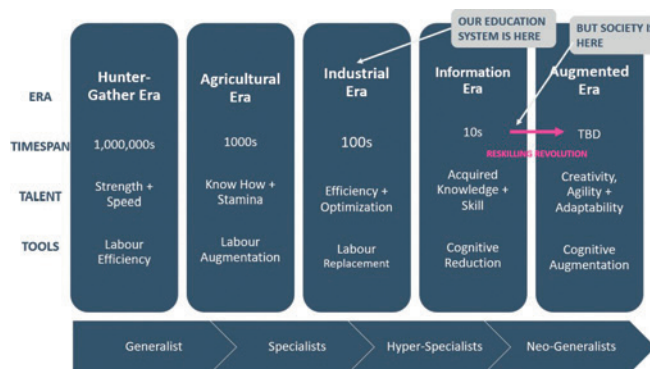 OUR EDUCATION
SYSTEM IS HERE
BUT SOCIETY IS
HERE
ERA
Hunter-
Gather Era
Agricultural
Era
Industrial
Era
Information
Era
Augmented
Era
TIMESPAN
1,000,000s
1000s
100s
10s
TBD
RESKILLING REVOLUTION
TALENT
Strength +
Speed
Know How +
Stamina
Efficiency +
Optimization
Acquired
Knowledge +
Skill
Creativity,
Agility +
Adaptability
TOOLS
Labour
Efficiency
Labour
Augmentation
Labour
Replacement
Cognitive
Reduction
Cognitive
Augmentation
Generalist
Specialists
Hyper-Specialists
Neo-Generalists